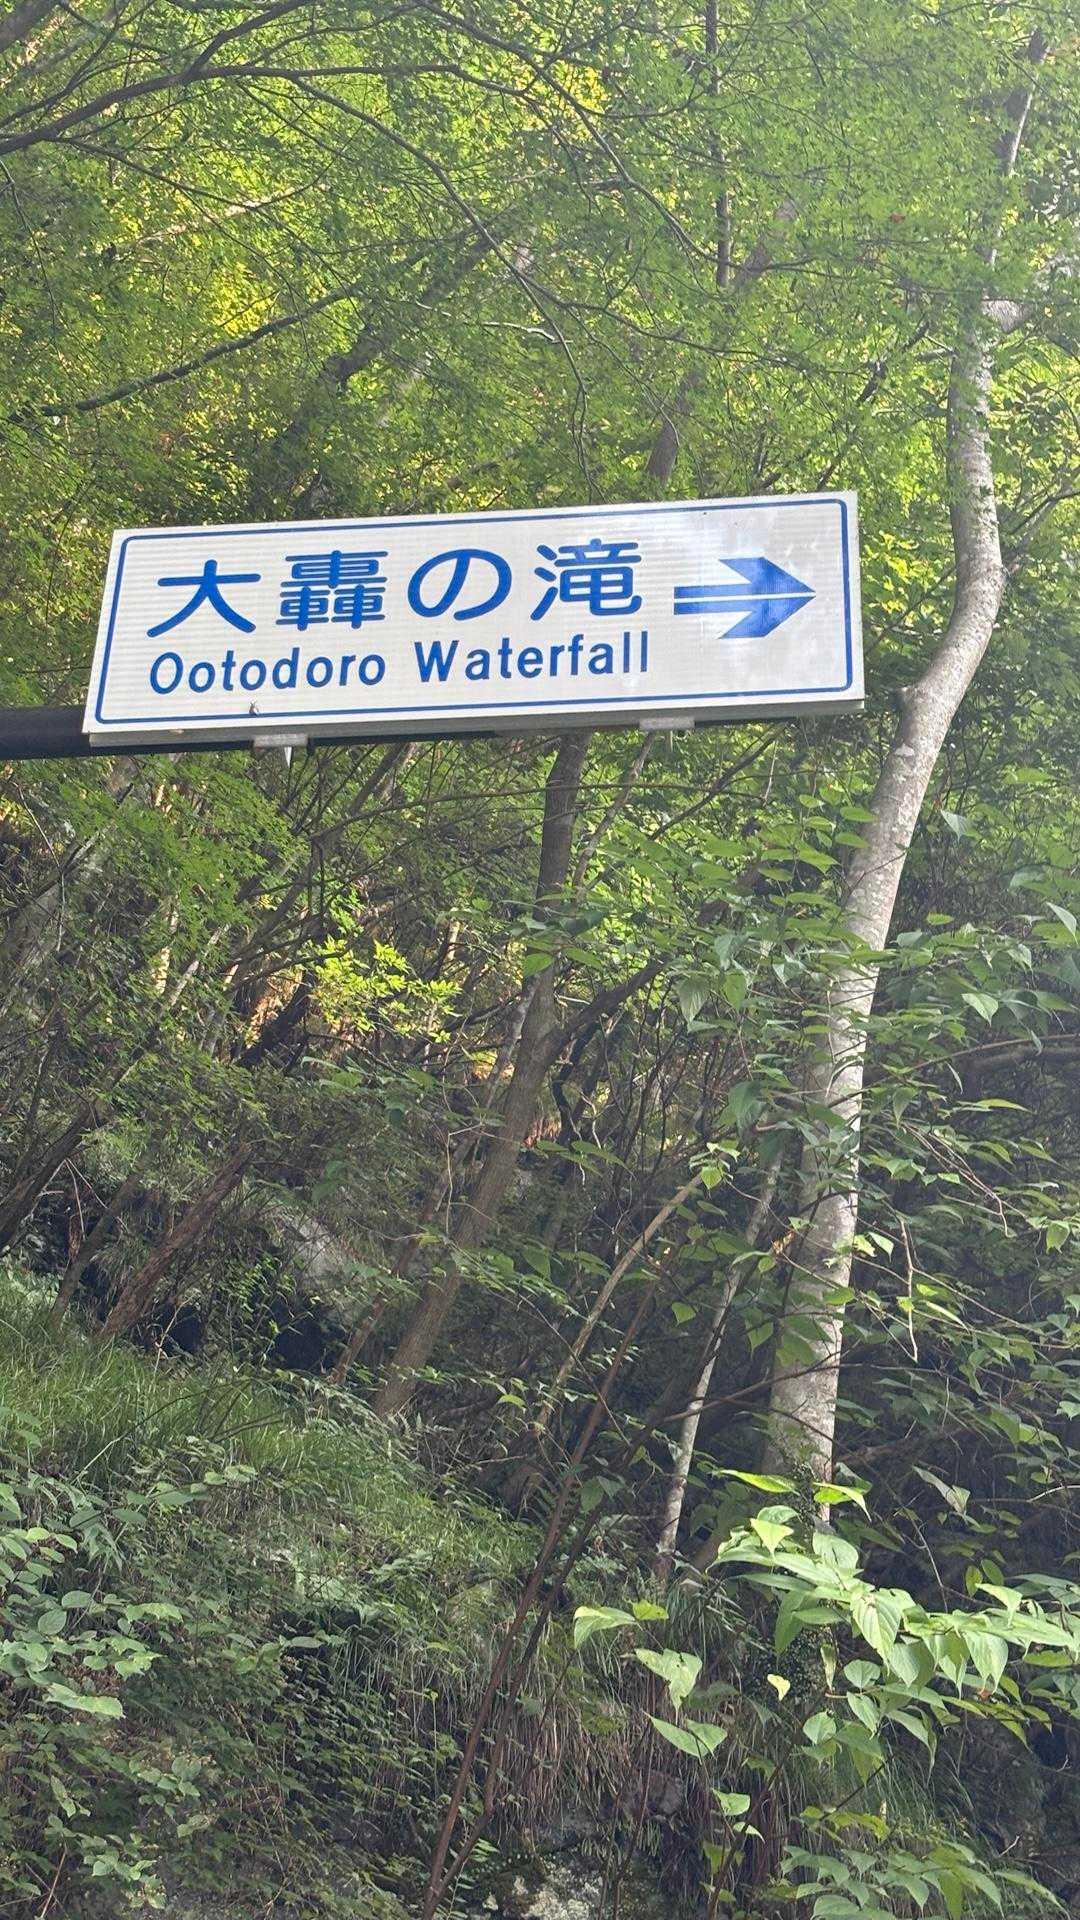 大轟の滝
Ootodoro Waterfall